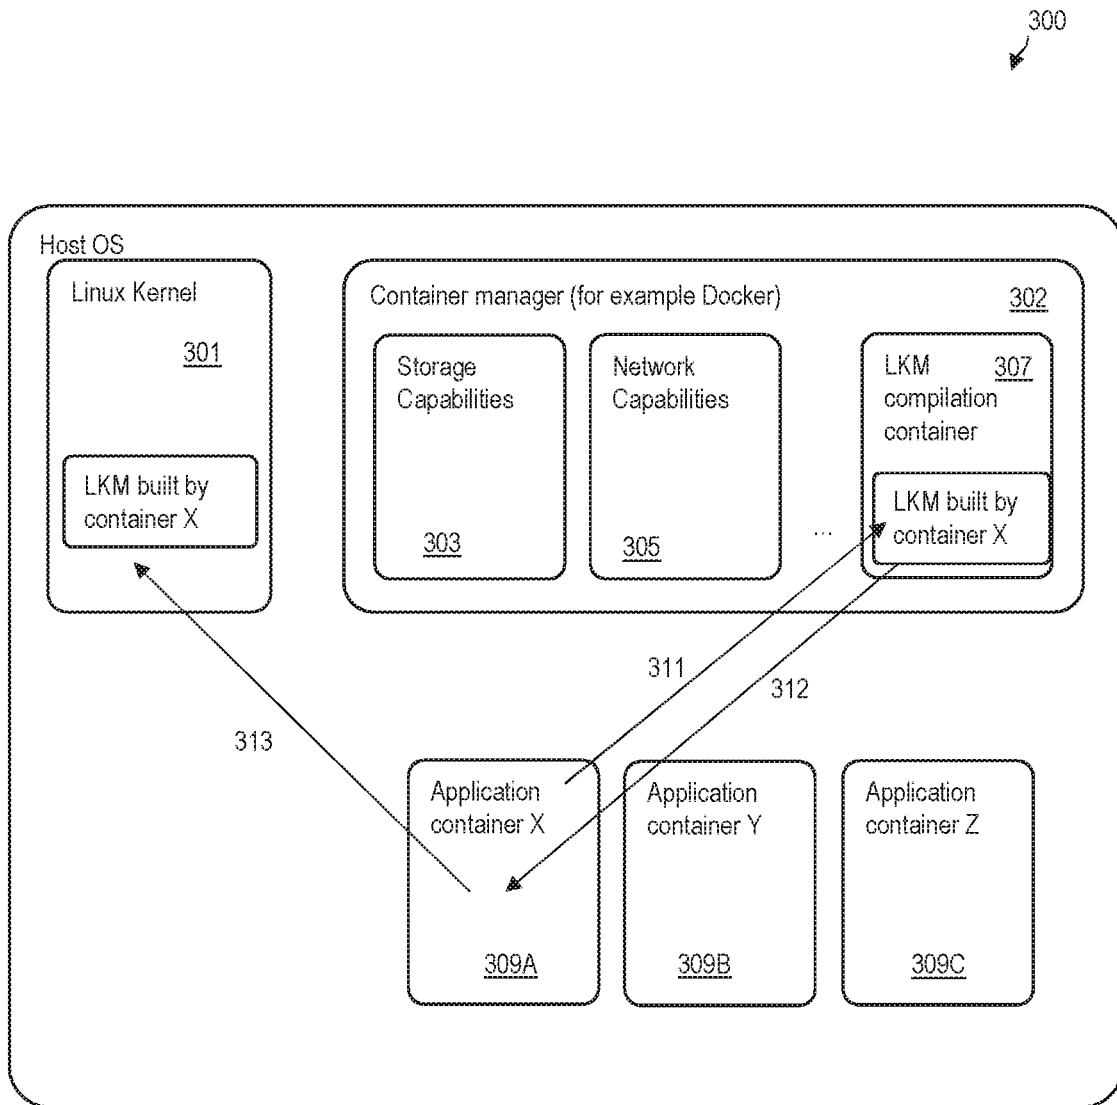 300
Host OS
Linux Kernel
301
LKM built by
container X
Container manager (for example Docker)
302
Storage
Capabilities
303
Network
Capabilities
305
...
LKM 307
compilation
container
LKM built by
container X
311
312
313
Application
container X
309A
Application
container Y
309B
Application
container Z
309C